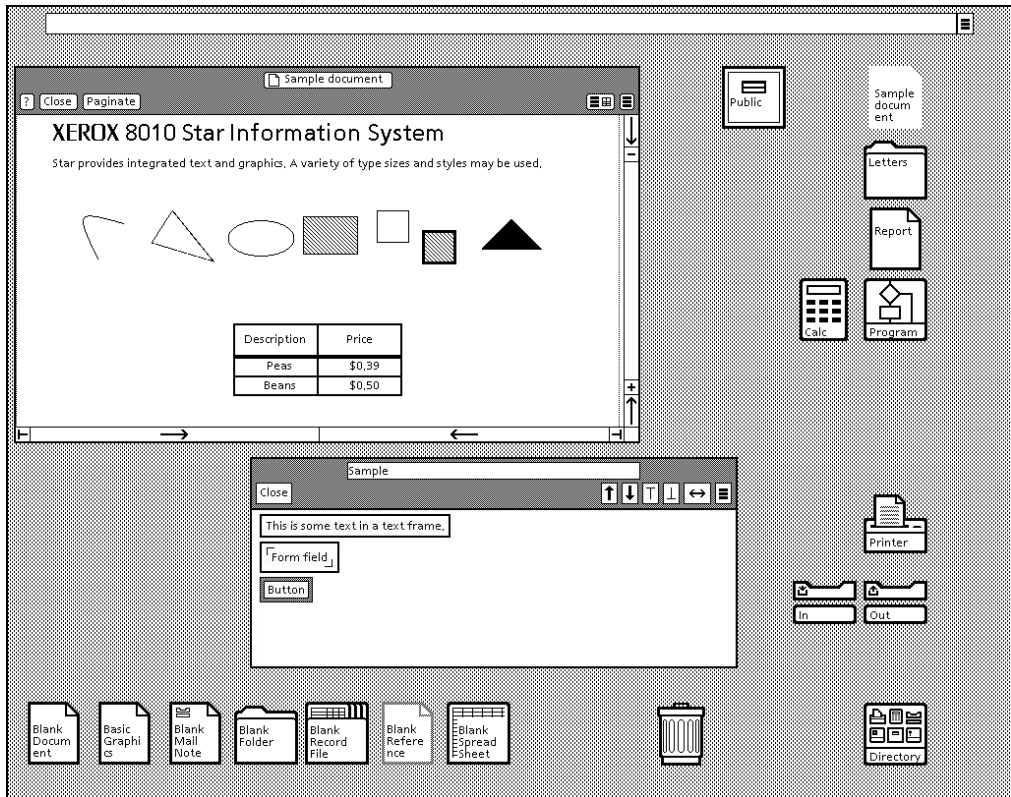 Sample document
? Close Paginate
XEROX 8010 Star Information System
Star provides integrated text and graphics. A variety of type sizes and styles may be used.
Description Price
Peas $0.39
Beans $0.50
Public
Sample
docum
ent
Letters
Report
Calc
Program
Sample
Close
This is some text in a text frame.
Form field
Button
Printer
In
Out
Blank
Docum
ent
Basic
Graphi
cs
Blank
Mail
Note
Blank
Folder
Blank
Record
File
Blank
Refere
nce
Blank
Spread
Sheet
Directory